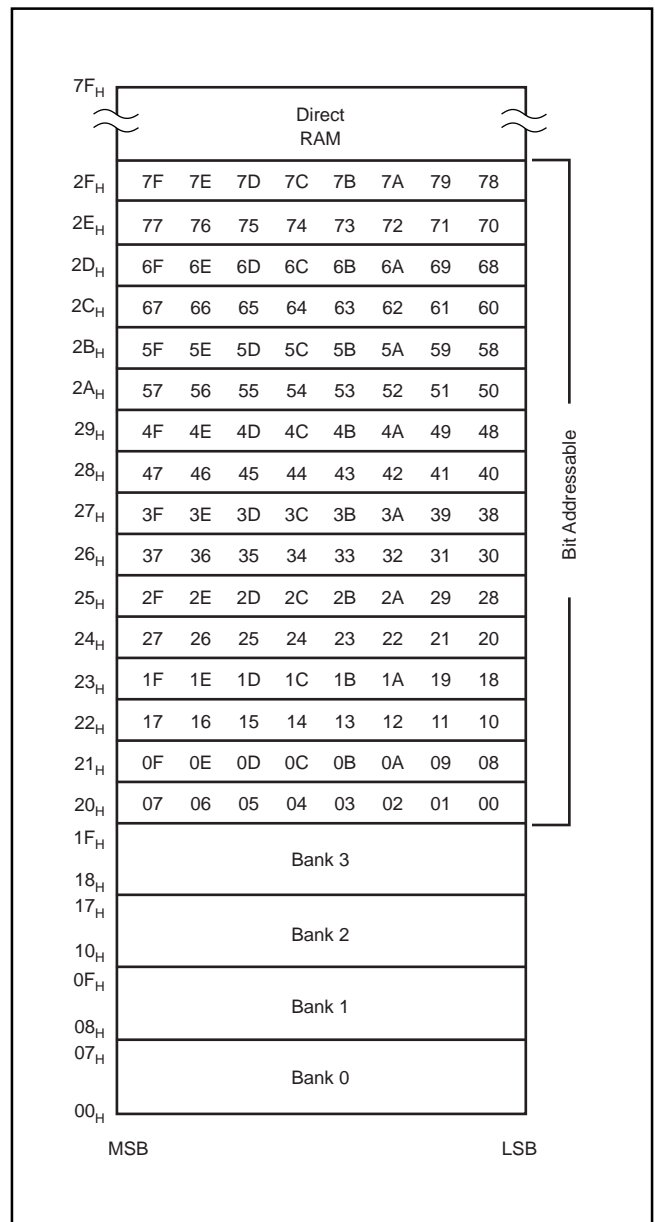 7FH
Direct
RAM
2FH 7F 7E 7D 7C 7B 7A 79 78
2EH 77 76 75 74 73 72 71 70
2DH 6F 6E 6D 6C 6B 6A 69 68
2CH 67 66 65 64 63 62 61 60
2BH 5F 5E 5D 5C 5B 5A 59 58
2AH 57 56 55 54 53 52 51 50
29H 4F 4E 4D 4C 4B 4A 49 48
28H 47 46 45 44 43 42 41 40
27H 3F 3E 3D 3C 3B 3A 39 38
26H 37 36 35 34 33 32 31 30
25H 2F 2E 2D 2C 2B 2A 29 28
24H 27 26 25 24 23 22 21 20
23H 1F 1E 1D 1C 1B 1A 19 18
22H 17 16 15 14 13 12 11 10
21H 0F 0E 0D 0C 0B 0A 09 08
20H 07 06 05 04 03 02 01 00
Bit Addressable
1FH
Bank 3
18H
17H
Bank 2
10H
0FH
Bank 1
08H
07H
Bank 0
00H
MSB LSB